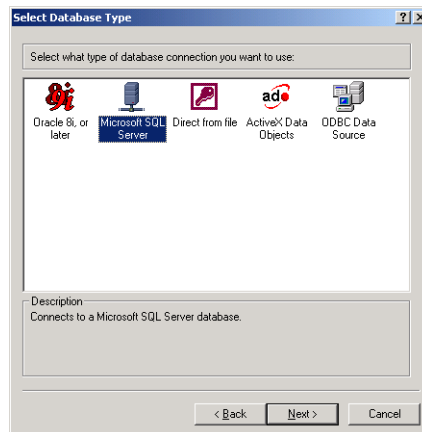 Select Database Type
Select what type of database connection you want to use:
8i
ado
Oracle 8i, or later
Microsoft SQL Server
Direct from file
ActiveX Data Objects
ODBC Data Source
Description
Connects to a Microsoft SQL Server database.
< Back
Next >
Cancel